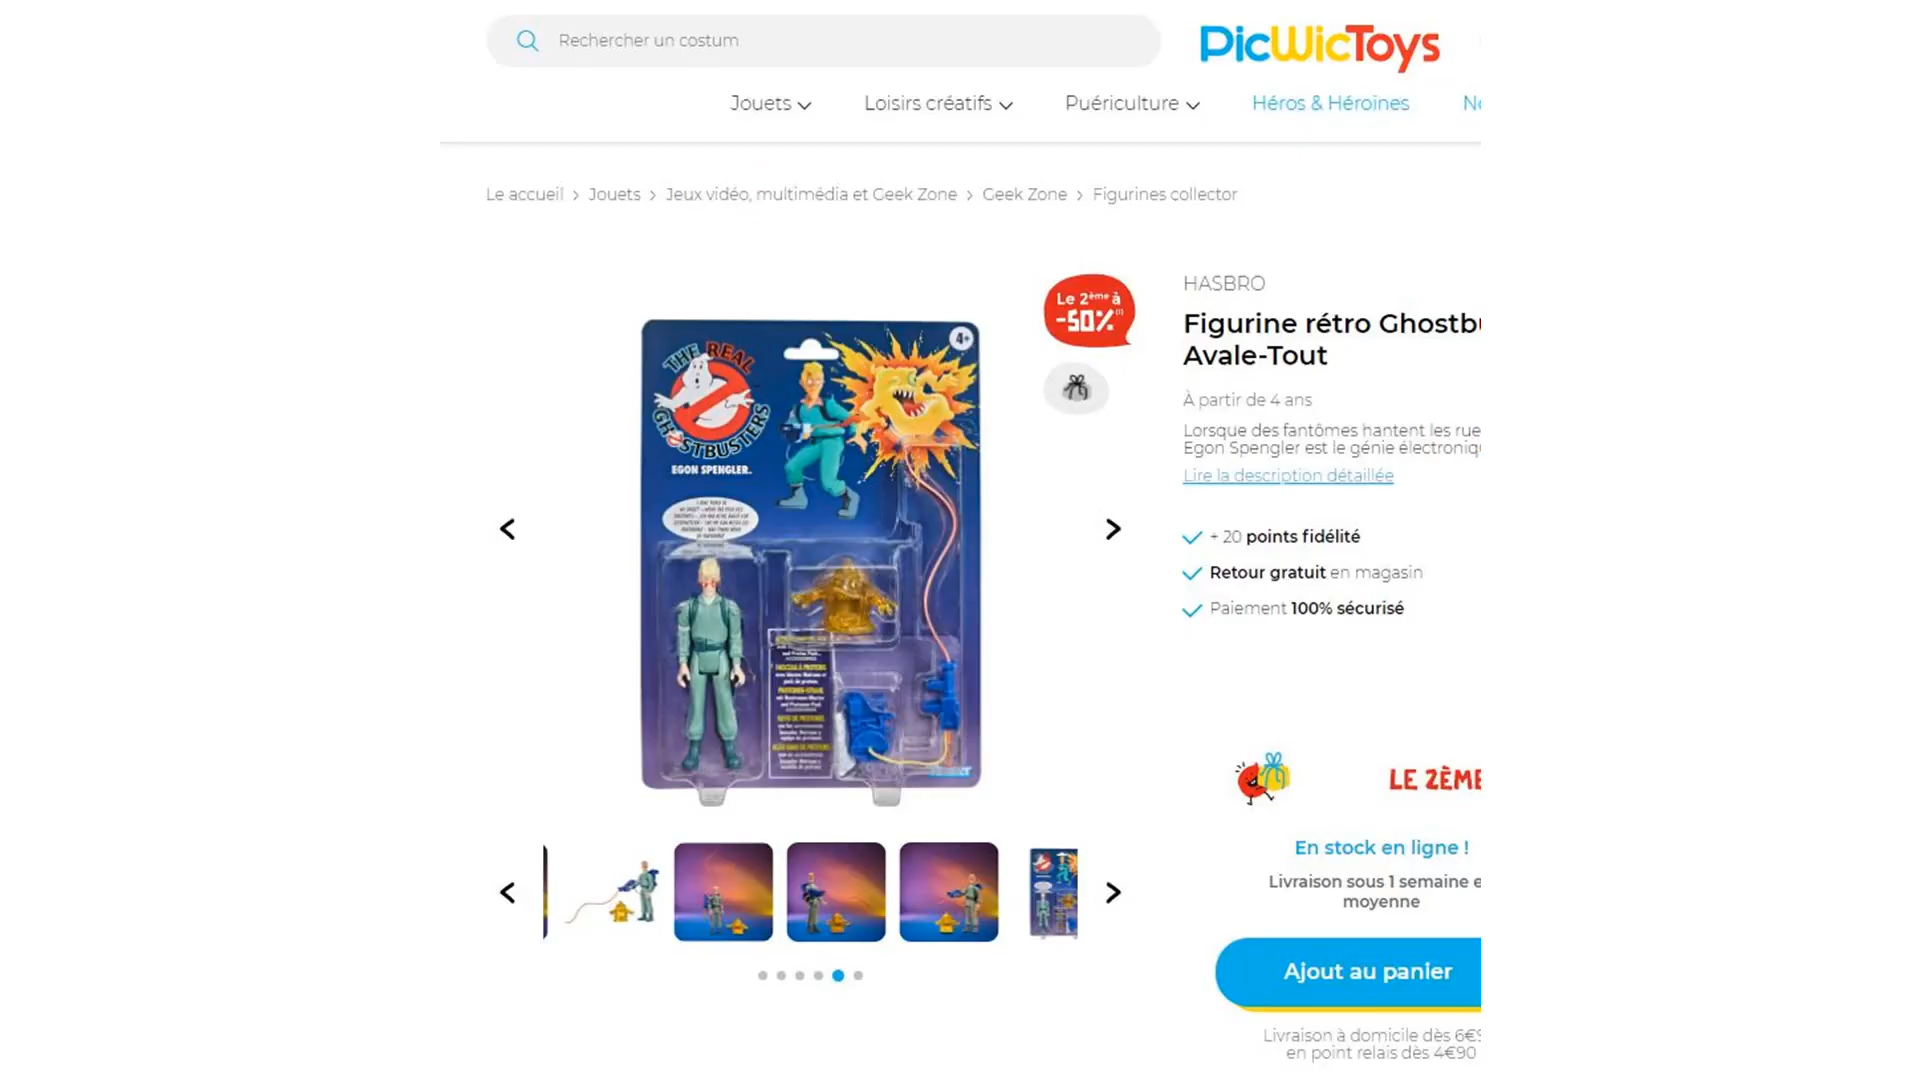 Rechercher un costum
PicWicToys
Jouets
Loisirs créatifs
Puériculture
Héros & Héroïnes
Le accueil > Jouets > Jeux vidéo, multimédia et Geek Zone > Geek Zone > Figurines collector
Le 2ème à
-50%(1)
4+
THE REAL
GHOSTBUSTERS
EGON SPENGLER.
HASBRO
Figurine rétro Ghostbu
Avale-Tout
À partir de 4 ans
Lorsque des fantômes hantent les rue
Egon Spengler est le génie électroniq
Lire la description détaillée
+ 20 points fidélité
Retour gratuit en magasin
Paiement 100% sécurisé
LE 2ÈME
En stock en ligne !
Livraison sous 1 semaine e
moyenne
Ajout au panier
Livraison à domicile dès 6€9
en point relais dès 4€90